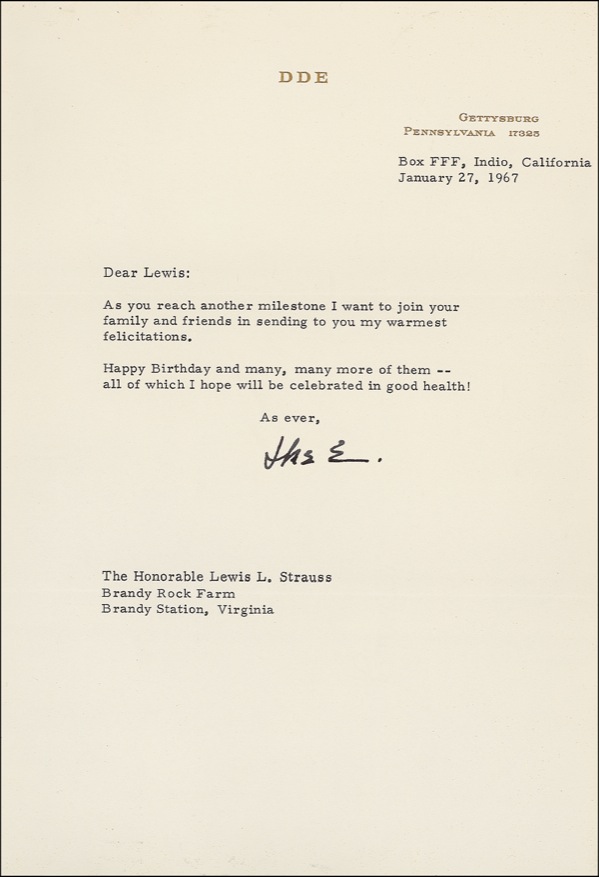 DDE
GETTYSBURG
PENNSYLVANIA 17325
Box FFF, Indio, California
January 27, 1967
Dear Lewis:
As you reach another milestone I want to join your
family and friends in sending to you my warmest
felicitations.
Happy Birthday and many, many more of them --
all of which I hope will be celebrated in good health!
As ever,
Ike E.
The Honorable Lewis L. Strauss
Brandy Rock Farm
Brandy Station, Virginia